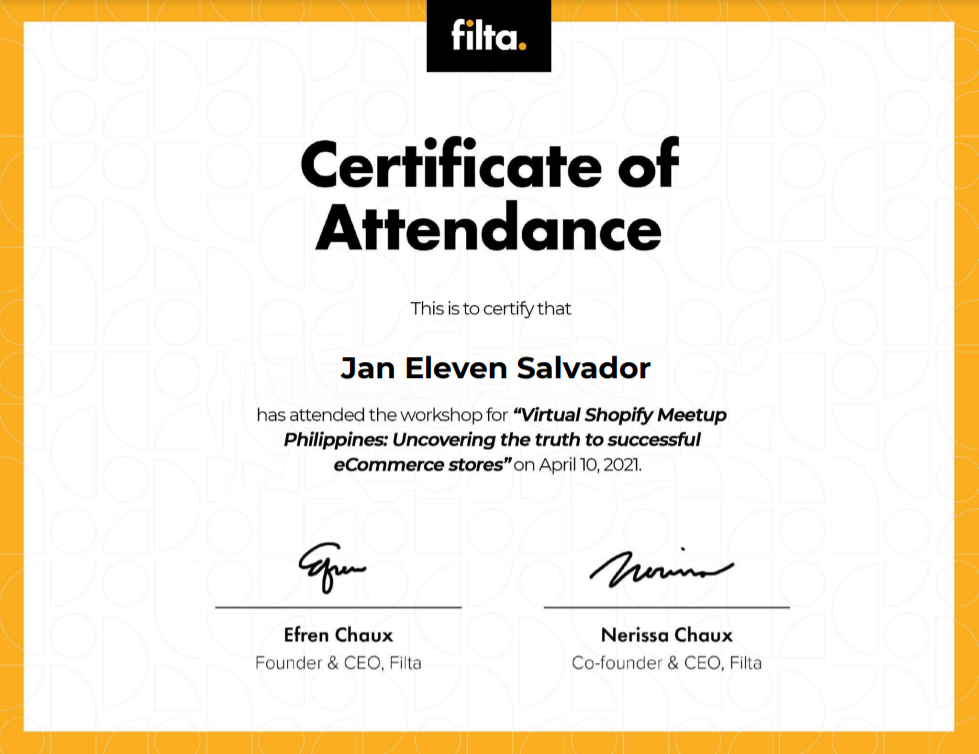 filta.
Certificate of
Attendance
This is to certify that
Jan Eleven Salvador
has attended the workshop for “Virtual Shopify Meetup
Philippines: Uncovering the truth to successful
eCommerce stores” on April 10, 2021.
Efren Nerissa
Efren Chaux Nerissa Chaux
Founder & CEO, Filta Co-founder & CEO, Filta